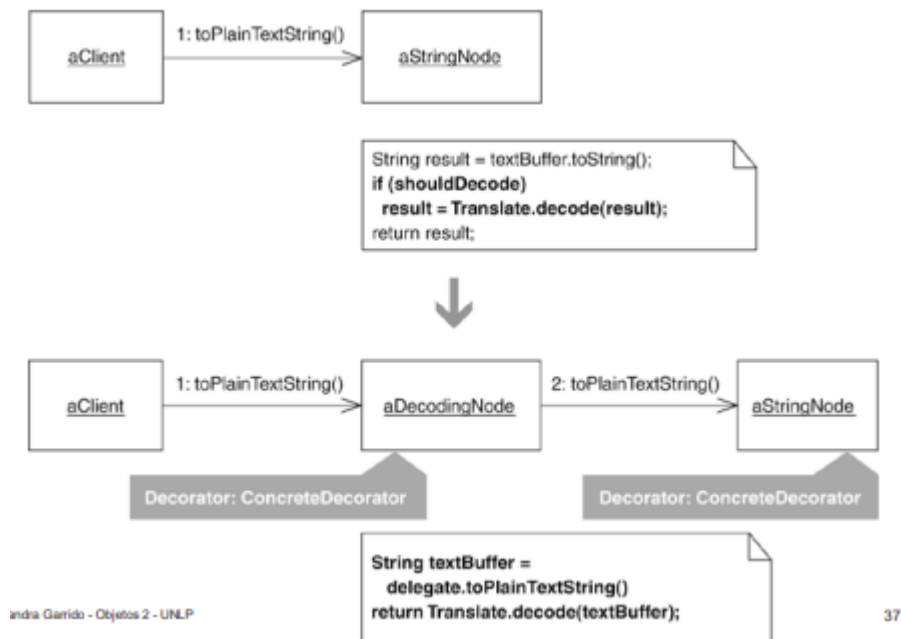 1: toPlainTextString()
aClient
aStringNode
String result = textBuffer.toString();
if (shouldDecode)
result = Translate.decode(result);
return result;
1: toPlainTextString()
2: toPlainTextString()
aClient
aDecodingNode
aStringNode
Decorator: ConcreteDecorator
Decorator: ConcreteDecorator
String textBuffer =
delegate.toPlainTextString()
return Translate.decode(textBuffer);
andra Garrido - Objetos 2 - UNLP
37